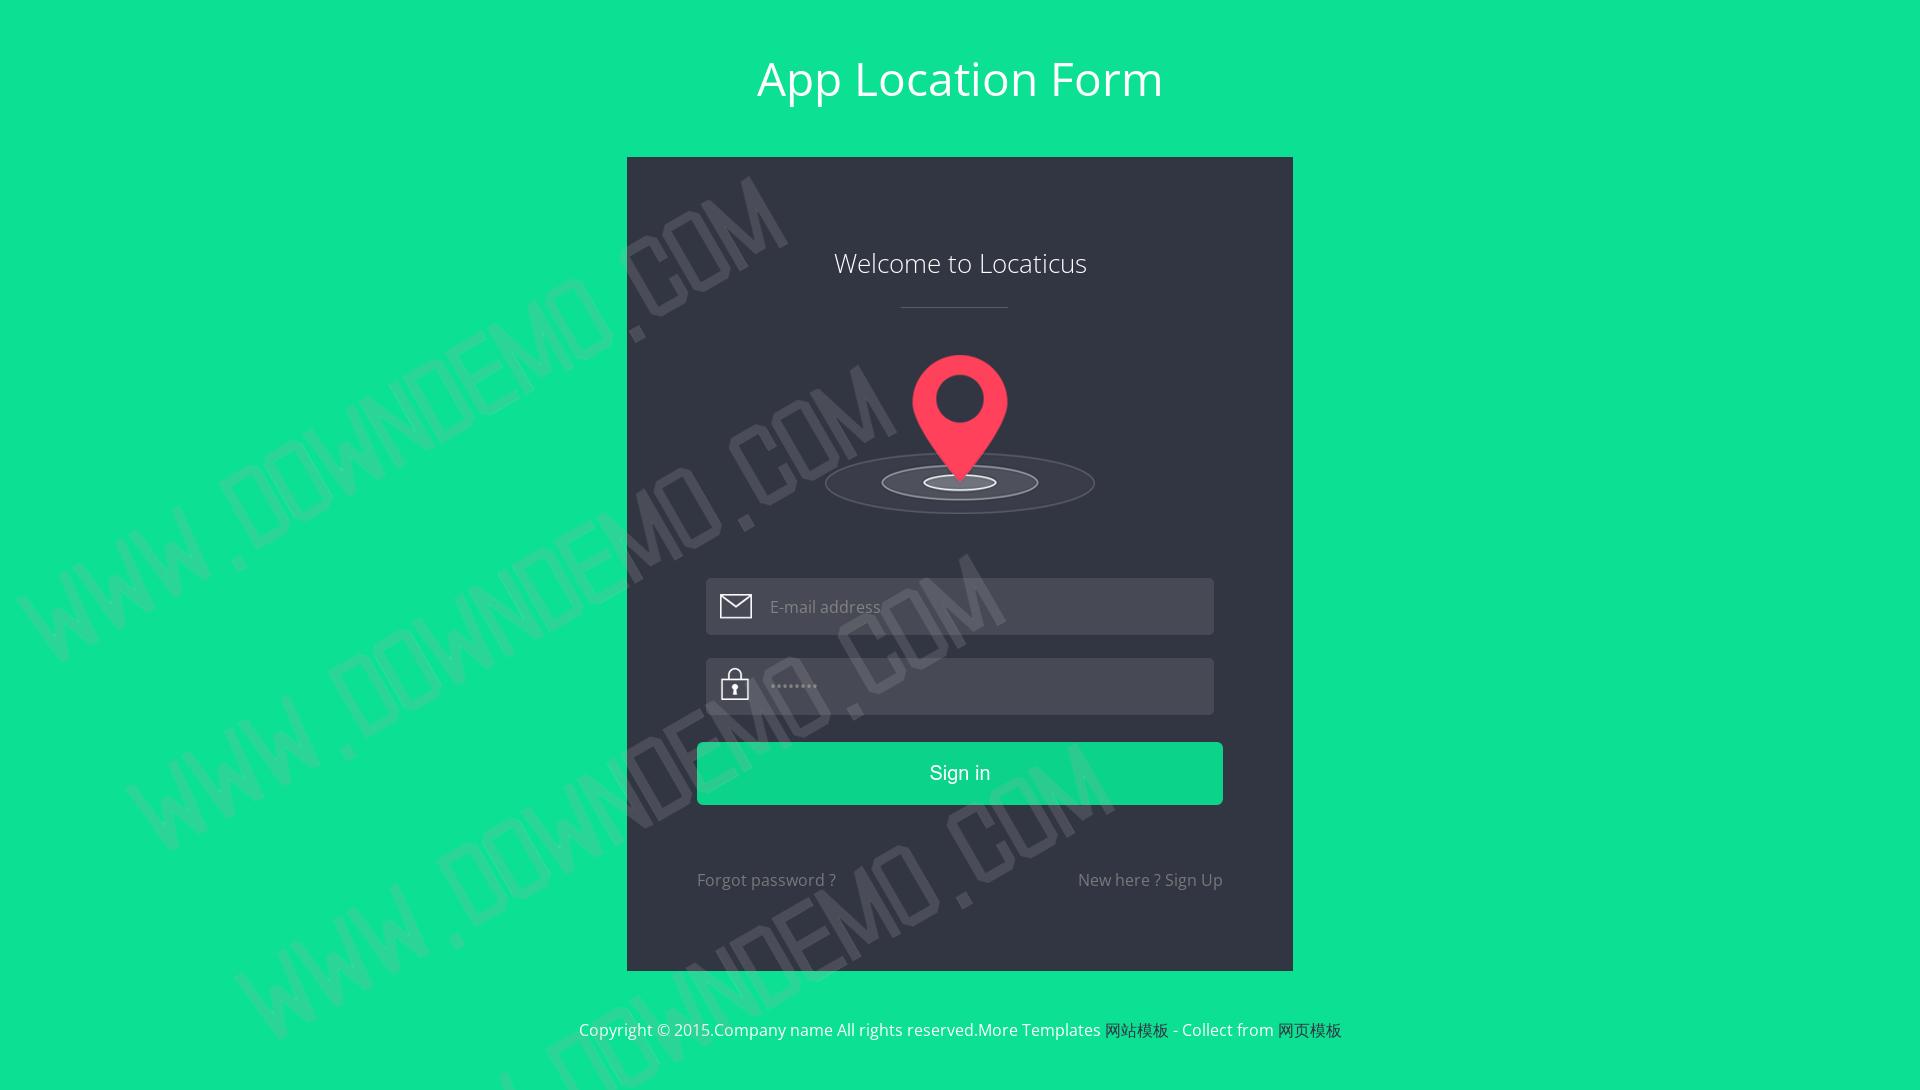 App Location Form
Welcome to Locaticus
E-mail address
••••••••
Sign in
Forgot password ?
New here ? Sign Up
Copyright © 2015.Company name All rights reserved.More Templates 网站模板 - Collect from 网页模板
WWW.DOWNDEMO.COM
WWW.DOWNDEMO.COM
WWW.DOWNDEMO.COM
.DOWNDEMO.COM